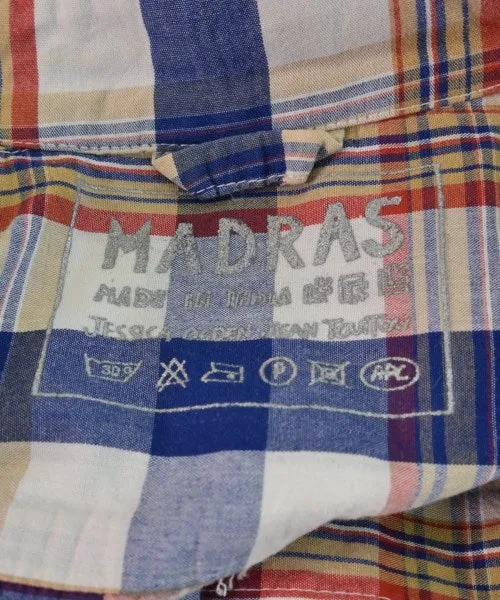 MADRAS
MADE IN INDIA
JESSICA OGDEN JEAN TOUITOU
30° P APC